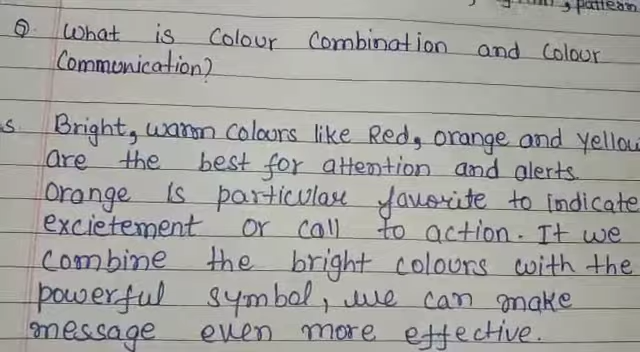 , pattern
Q. What is Colour Combination and Colour
Communication?
s. Bright, warm colours like Red, orange and yellow
are the best for attention and alerts
Orange is particular favorite to indicate
excietement or call to action. It we
combine the bright colours with the
powerful symbol, we can make
message even more effective.